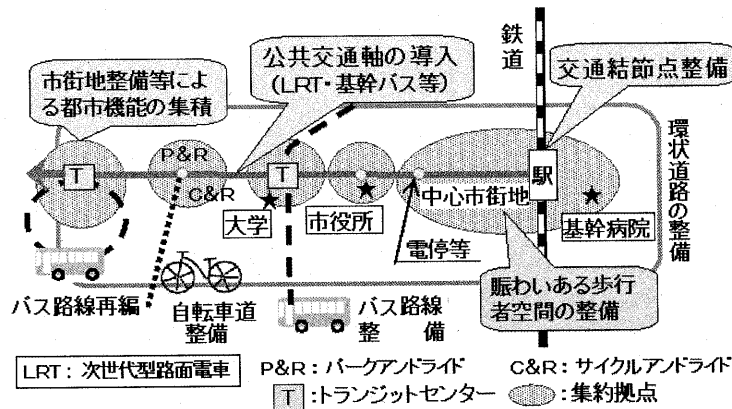 鉄道
公共交通軸の導入
(LRT・基幹バス等)
交通結節点整備
市街地整備等によ
る都市機能の集積
環状道路の整備
P&R
T
T
駅
C&R
中心市街地
大学
市役所
基幹病院
電停等
バス路線再編
自転車道
整備
バス路線
整 備
賑わいある歩行
者空間の整備
LRT：次世代型路面電車
P&R：パークアンドライド
C&R：サイクルアンドライド
T：トランジットセンター
：集約拠点